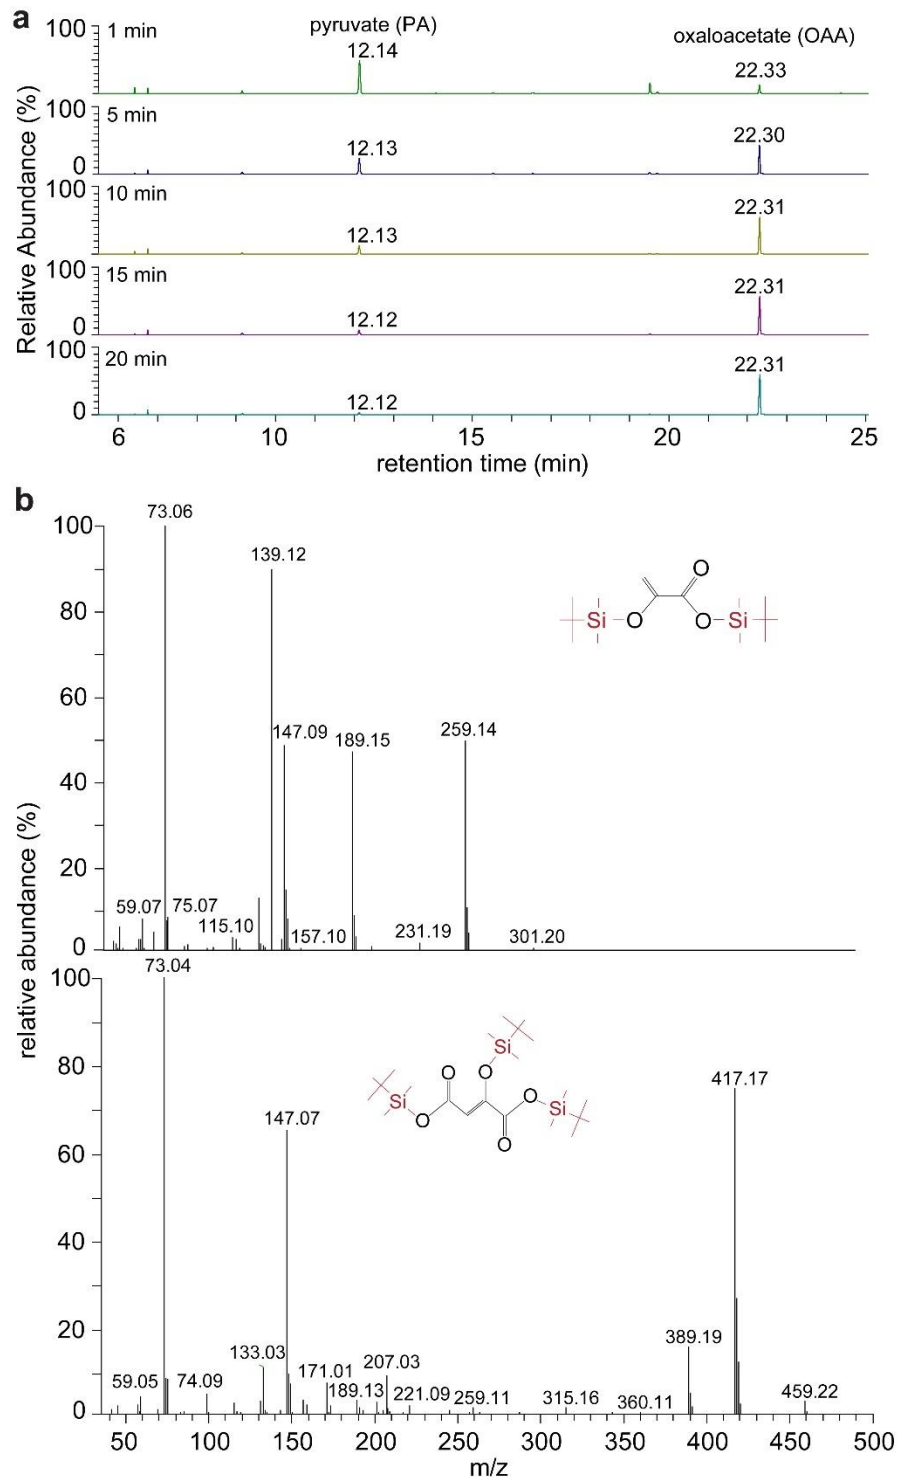 a
pyruvate (PA)
oxaloacetate (OAA)
Relative Abundance (%)
100
1 min
12.14
22.33
100
5 min
0
12.13
22.30
100
10 min
0
12.13
22.31
100
15 min
0
12.12
22.31
100
20 min
0
12.12
22.31
6 10 15 20 25
retention time (min)
b
relative abundance (%)
100
80
60
40
20
0
73.06
139.12
147.09
189.15
259.14
59.07
75.07
115.10
157.10
231.19
301.20
O
Si O O Si
100
80
60
40
20
0
73.04
417.17
147.07
389.19
133.03
171.01
207.03
59.05
74.09
189.13
221.09
259.11
315.16
360.11
459.22
Si
O O
Si O Si
O O
50 100 150 200 250 300 350 400 450 500
m/z